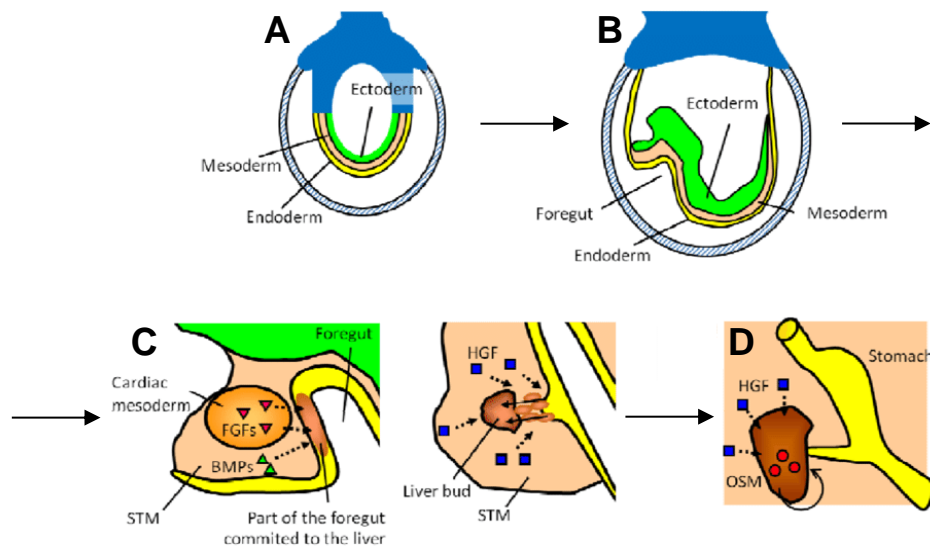 A
Ectoderm
Mesoderm
Endoderm
B
Ectoderm
Foregut
Mesoderm
Endoderm
C
Foregut
Cardiac
mesoderm
FGFs
BMPs
STM
Part of the foregut
commited to the liver
HGF
Liver bud
STM
D
Stomach
HGF
OSM